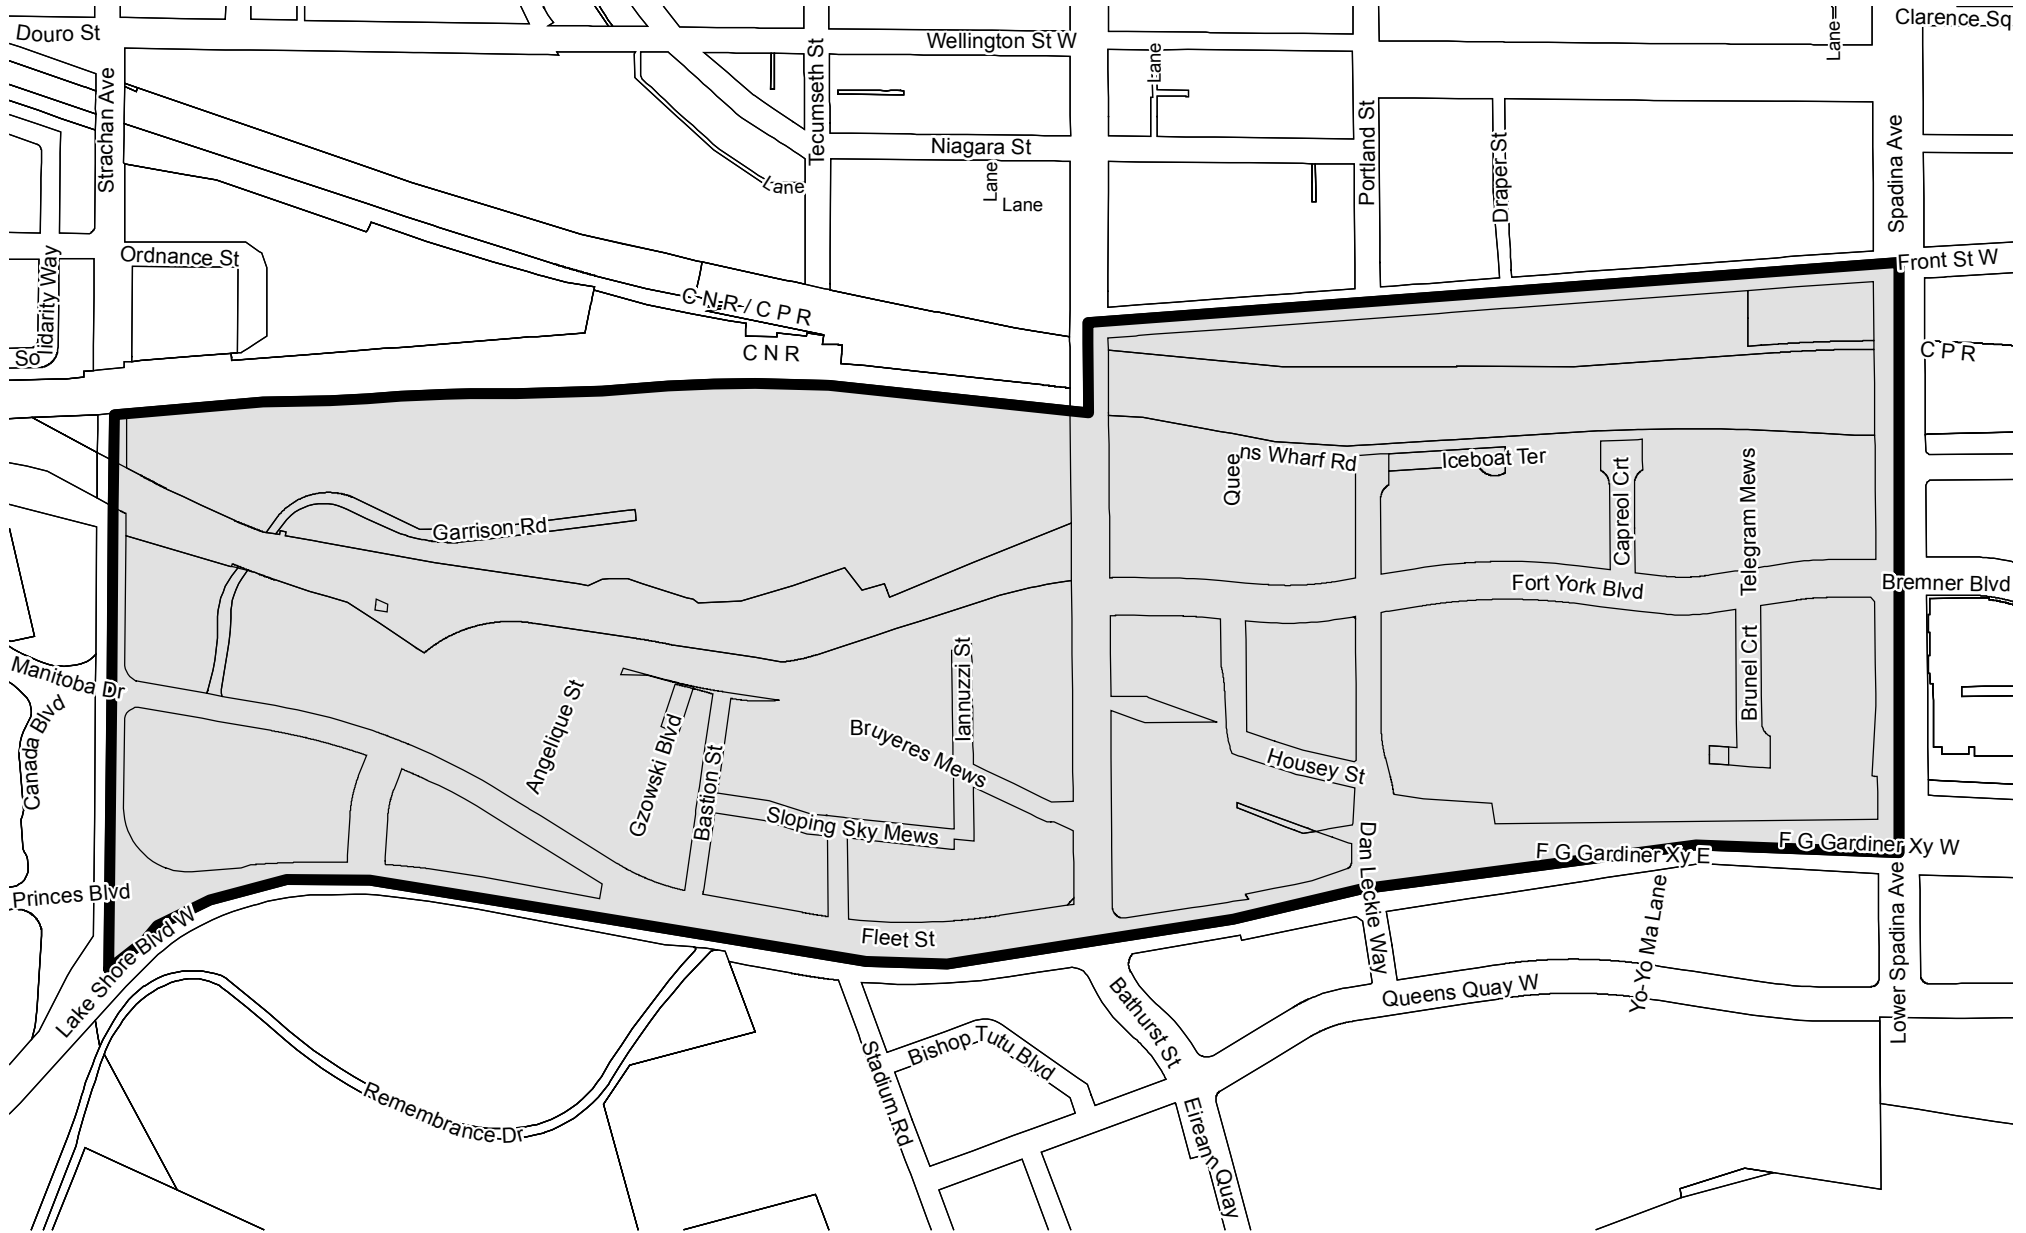 Douro St
Strachan Ave
Tecumseth St
Wellington St W
Lane
Lane
Clarence Sq
Niagara St
Lane
Lane
Lane
Portland St
Draper St
Spadina Ave
Ordnance St
Solidarity Way
C N R / C P R
C N R
Front St W
C P R
Queens Wharf Rd
Iceboat Ter
Capreol Crt
Telegram Mews
Garrison Rd
Fort York Blvd
Bremner Blvd
Manitoba Dr
Canada Blvd
Angelique St
Gzowski Blvd
Bastion St
Bruyeres Mews
Iannuzzi St
Sloping Sky Mews
Housey St
Brunel Crt
Dan Leckie Way
F G Gardiner Xy E
F G Gardiner Xy W
Princes Blvd
Lake Shore Blvd W
Fleet St
Yo-Yo Ma Lane
Lower Spadina Ave
Queens Quay W
Bathurst St
Stadium Rd
Bishop Tutu Blvd
Remembrance Dr
Eireann Quay